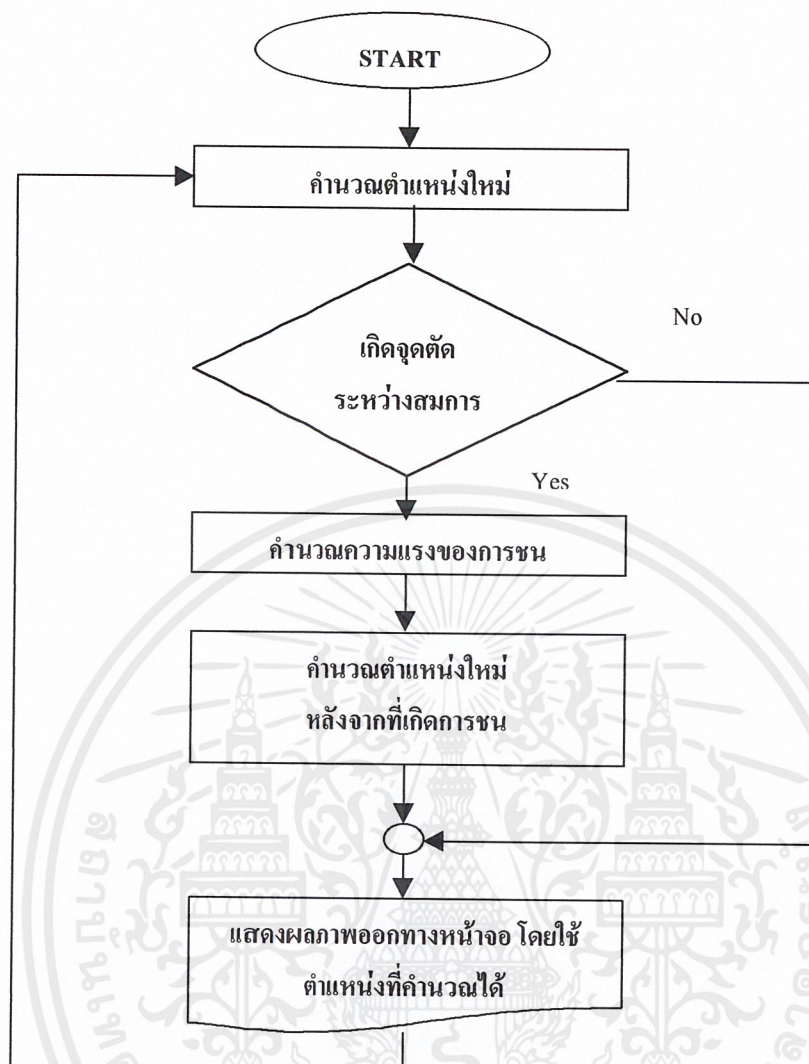 START
คำนวณตำแหน่งใหม่
No
เกิดจุดตัด
ระหว่างสมการ
Yes
คำนวณความแรงของการชน
คำนวณตำแหน่งใหม่
หลังจากที่เกิดการชน
แสดงผลภาพออกทางหน้าจอ โดยใช้
ตำแหน่งที่คำนวณได้